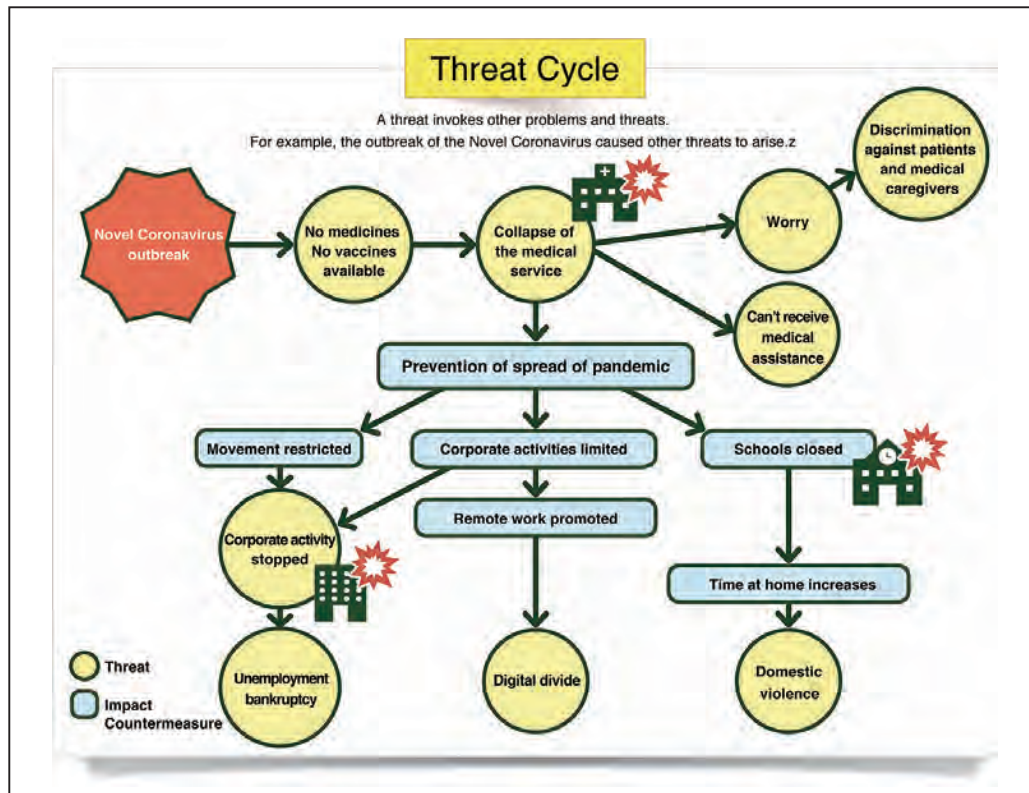 Threat Cycle
A threat invokes other problems and threats.
For example, the outbreak of the Novel Coronavirus caused other threats to arise.z
Discrimination
against patients
and medical
caregivers
Novel Coronavirus
outbreak
No medicines
No vaccines
available
Collapse of
the medical
service
Worry
Can't receive
medical
assistance
Prevention of spread of pandemic
Movement restricted
Corporate activities limited
Schools closed
Corporate activity
stopped
Remote work promoted
Time at home increases
Unemployment
bankruptcy
Digital divide
Domestic
violence
Threat
Impact
Countermeasure